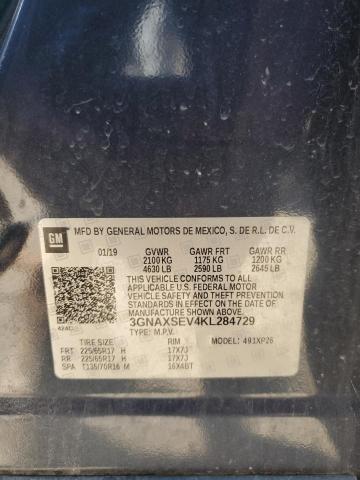 GM MFD BY GENERAL MOTORS DE MEXICO, S. DE R.L. DE C.V.
01/19 GVWR GAWR FRT GAWR RR
2100 KG 1175 KG 1200 KG
4630 LB 2590 LB 2645 LB
THIS VEHICLE CONFORMS TO ALL
APPLICABLE U.S. FEDERAL MOTOR
VEHICLE SAFETY AND THEFT PREVENTION
STANDARDS IN EFFECT ON THE DATE OF
MANUFACTURE SHOWN ABOVE.
3GNAXSEV4KL284729
TYPE: M.P.V. MODEL: 491XP26
TIRE SIZE RIM
FRT 225/65R17 H 17X7J
RR 225/65R17 H 17X7J
SPA T135/70R16 M 16X4BT